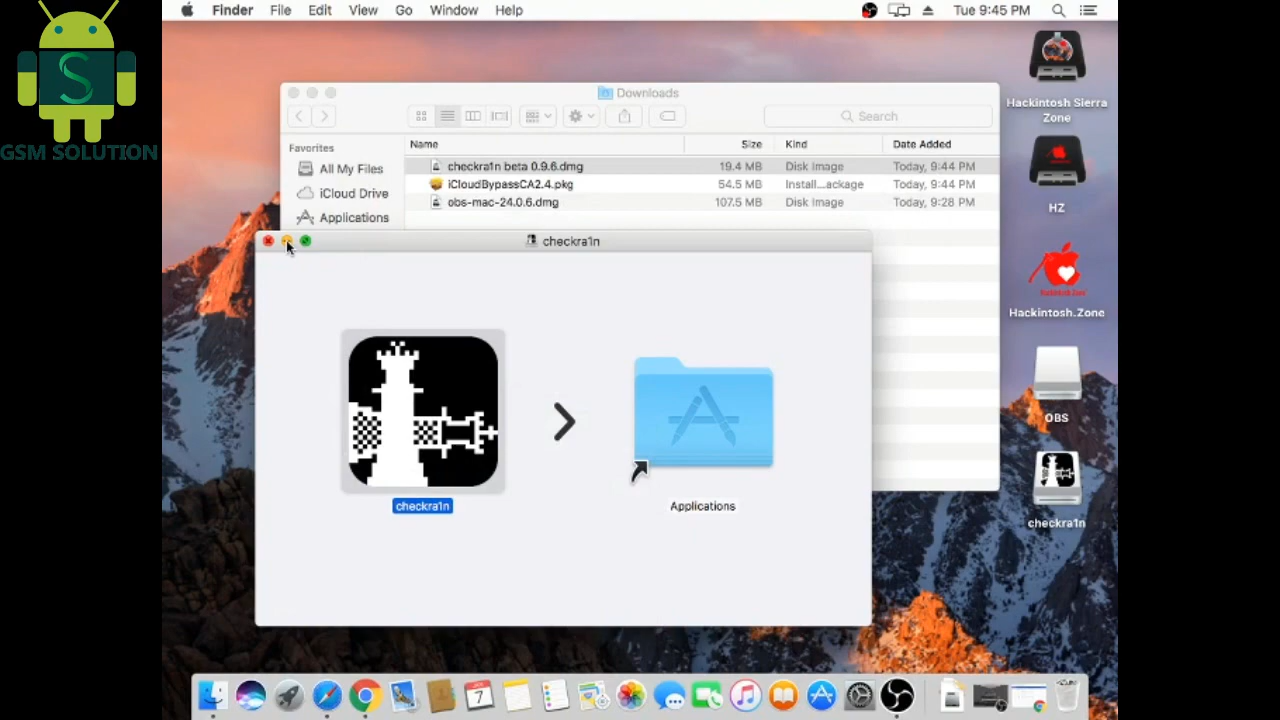 Finder File Edit View Go Window Help Tue 9:45 PM
S
GSM SOLUTION
Downloads
Search
Favorites
All My Files
iCloud Drive
Applications
Name Size Kind Date Added
checkra1n beta 0.9.6.dmg 19.4 MB Disk Image Today, 9:44 PM
iCloudBypassCA2.4.pkg 54.5 MB Install...ackage Today, 9:44 PM
obs-mac-24.0.6.dmg 107.5 MB Disk Image Today, 9:28 PM
checkra1n
checkra1n
Applications
Hackintosh Sierra
Zone
HZ
Hackintosh.Zone
Hackintosh.Zone
OBS
checkra1n
7